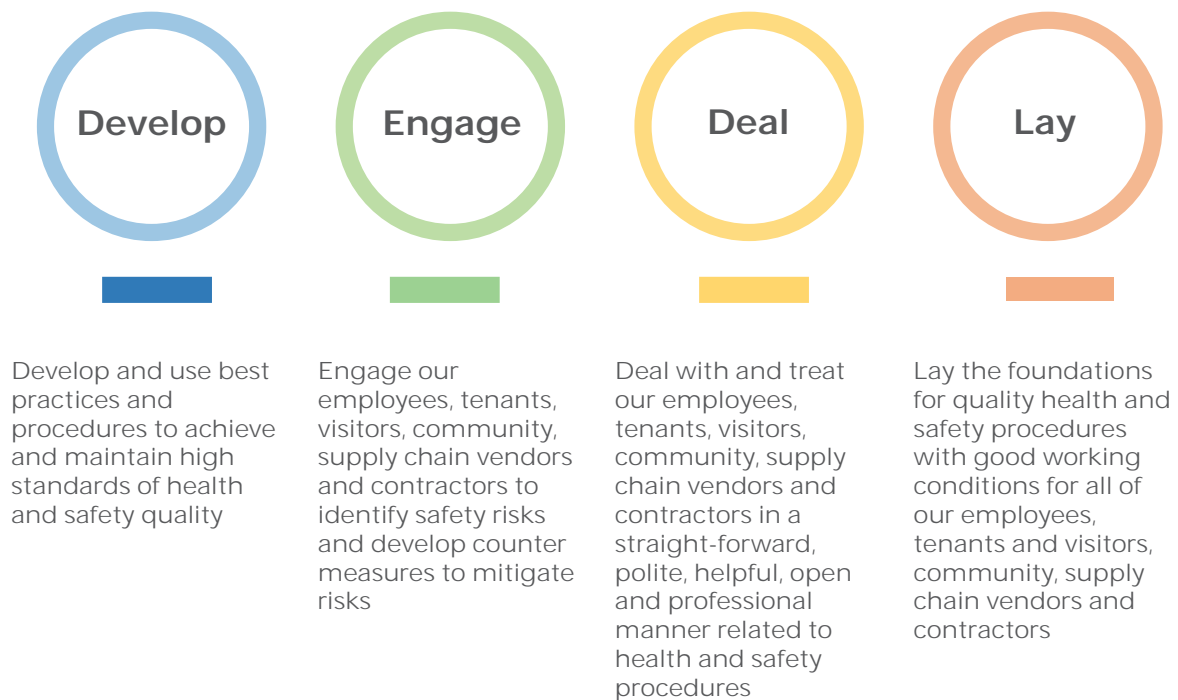 Develop
Engage
Deal
Lay
Develop and use best
practices and
procedures to achieve
and maintain high
standards of health
and safety quality
Engage our
employees, tenants,
visitors, community,
supply chain vendors
and contractors to
identify safety risks
and develop counter
measures to mitigate
risks
Deal with and treat
our employees,
tenants, visitors,
community, supply
chain vendors and
contractors in a
straight-forward,
polite, helpful, open
and professional
manner related to
health and safety
procedures
Lay the foundations
for quality health and
safety procedures
with good working
conditions for all of
our employees,
tenants and visitors,
community, supply
chain vendors and
contractors